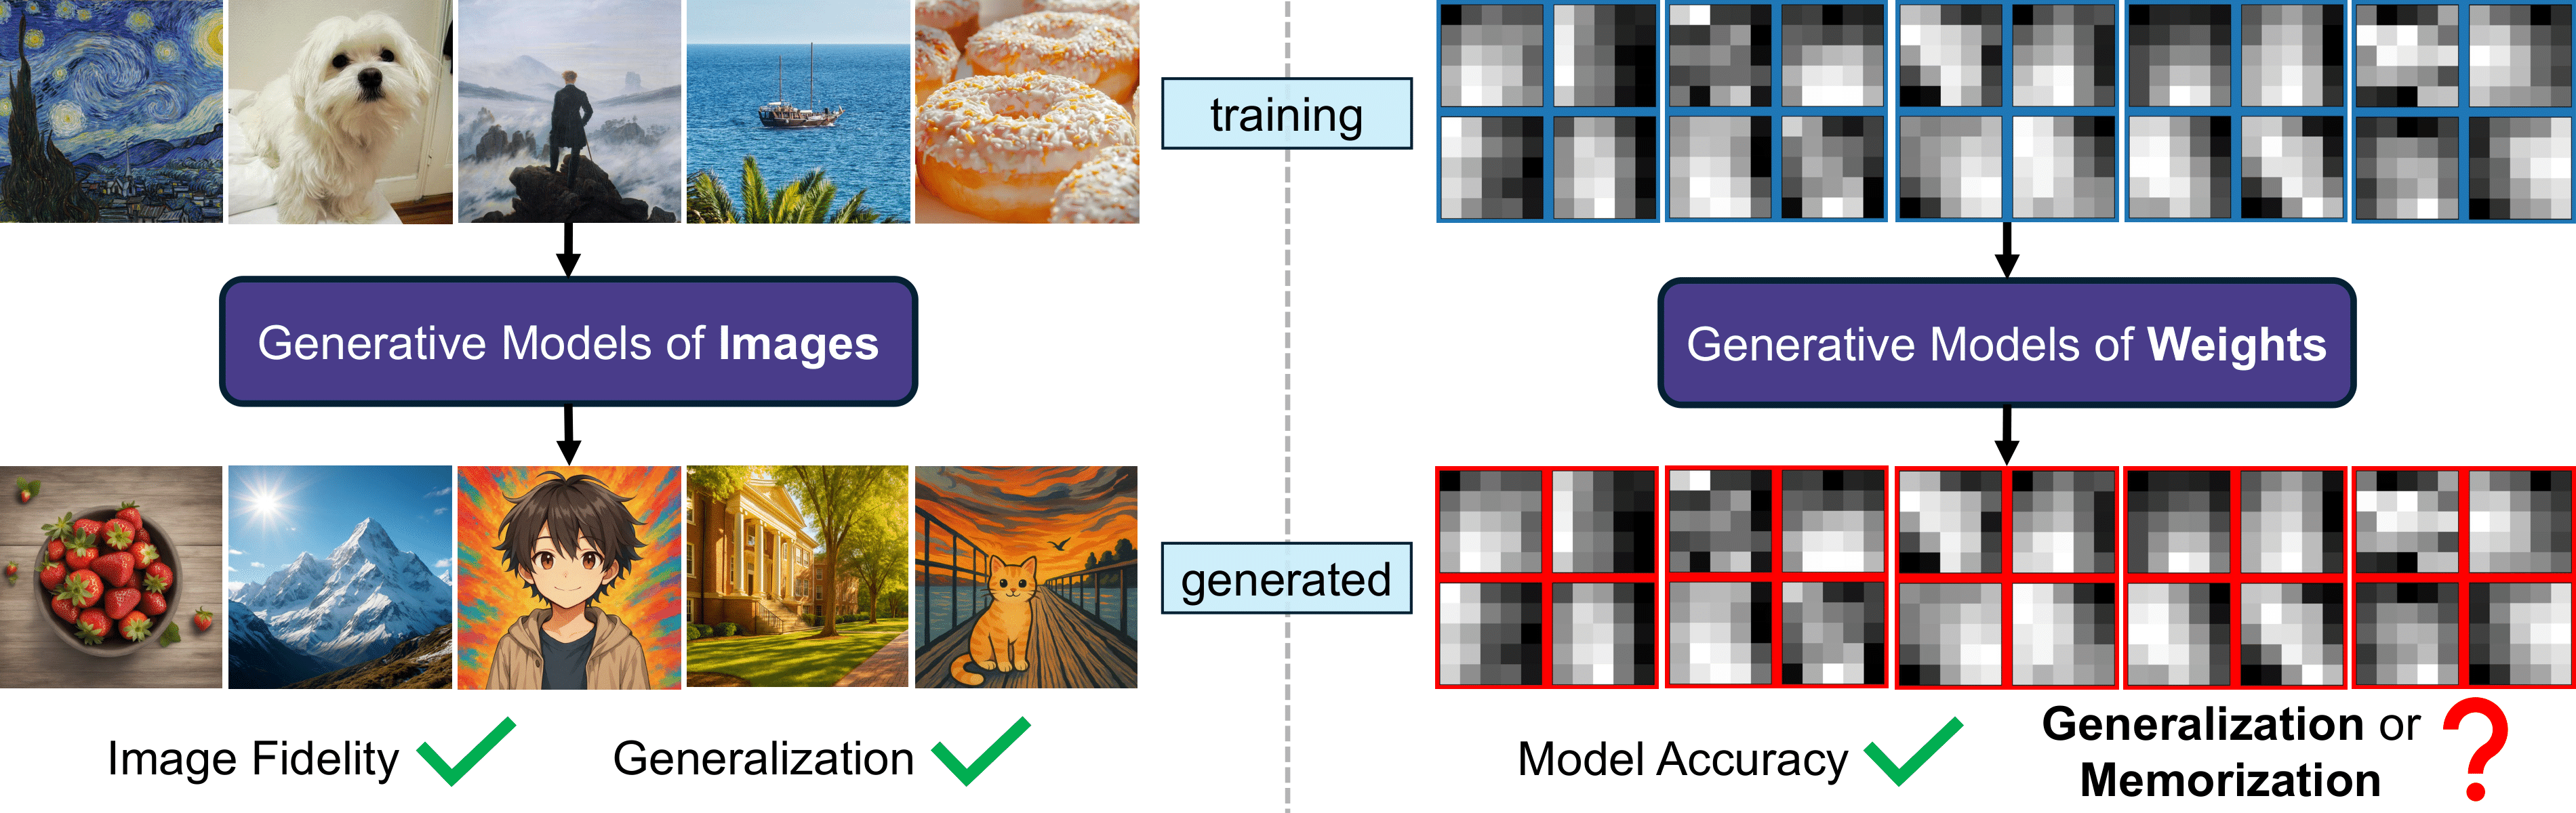 training
Generative Models of Images
Generative Models of Weights
generated
Image Fidelity
Generalization
Model Accuracy
Generalization or
Memorization
?